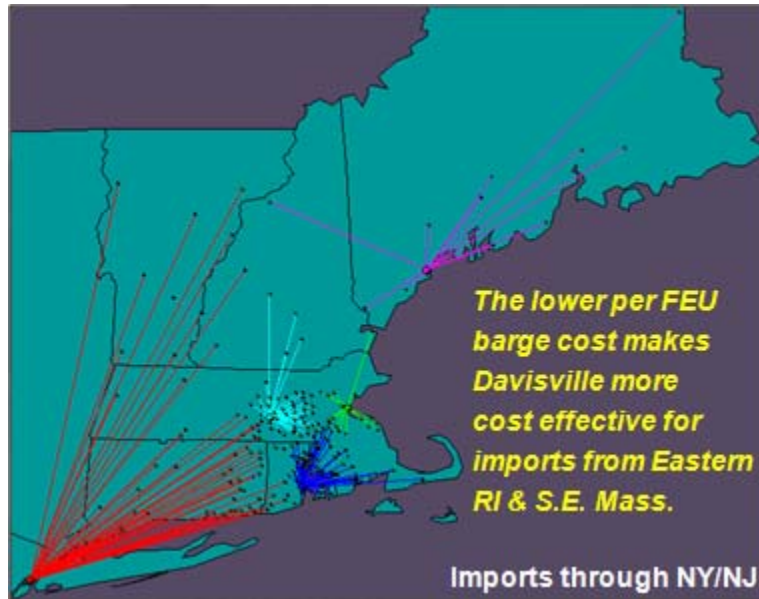 The lower per FEU
barge cost makes
Davisville more
cost effective for
imports from Eastern
RI & S.E. Mass.
Imports through NY/NJ